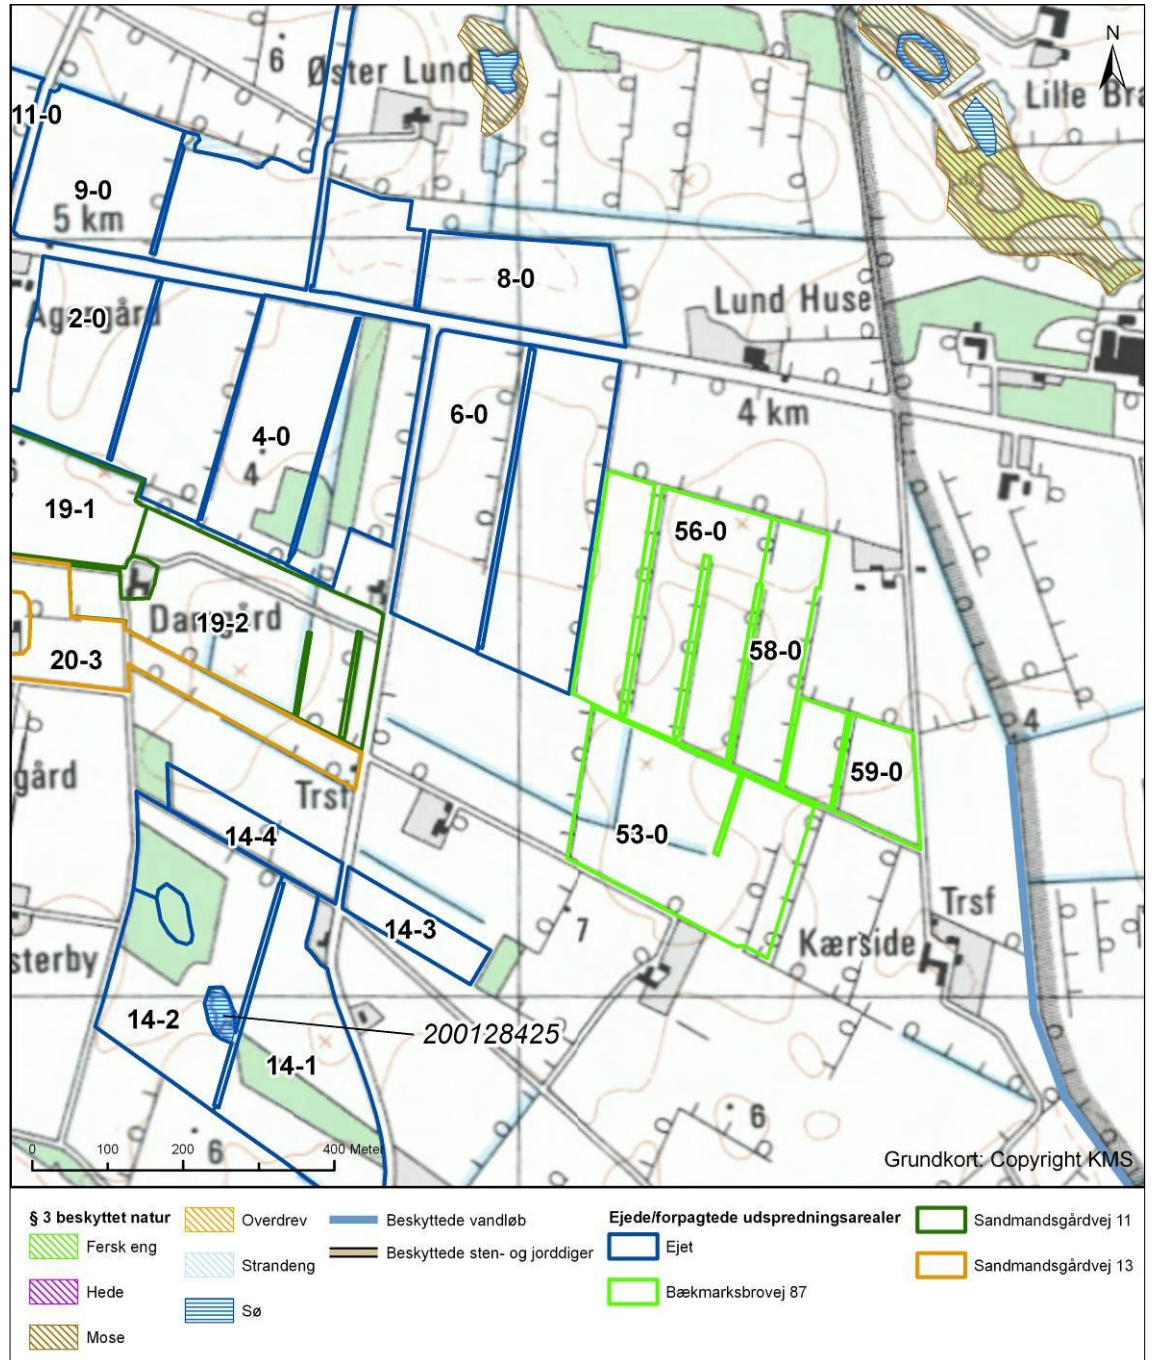 N
6
Øster Lund
Lille Bra
11-0
9-0
5 km
8-0
Lund Huse
2-0
4 km
6-0
4-0
4
19-1
56-0
19-2
58-0
20-3
4
59-0
gård
Trsf
14-4
53-0
14-3
7
Trsf
Kærside
sterby
14-2
200128425
14-1
6
6
0 100 200 400 Meter
Grundkort: Copyright KMS
§ 3 beskyttet natur
Fersk eng
Hede
Mose
Overdrev
Strandeng
Sø
Beskyttede vandløb
Beskyttede sten- og jorddiger
Ejede/forpagtede udspredningsarealer
Ejet
Bækmarksbrovej 87
Sandmandsgårdvej 11
Sandmandsgårdvej 13